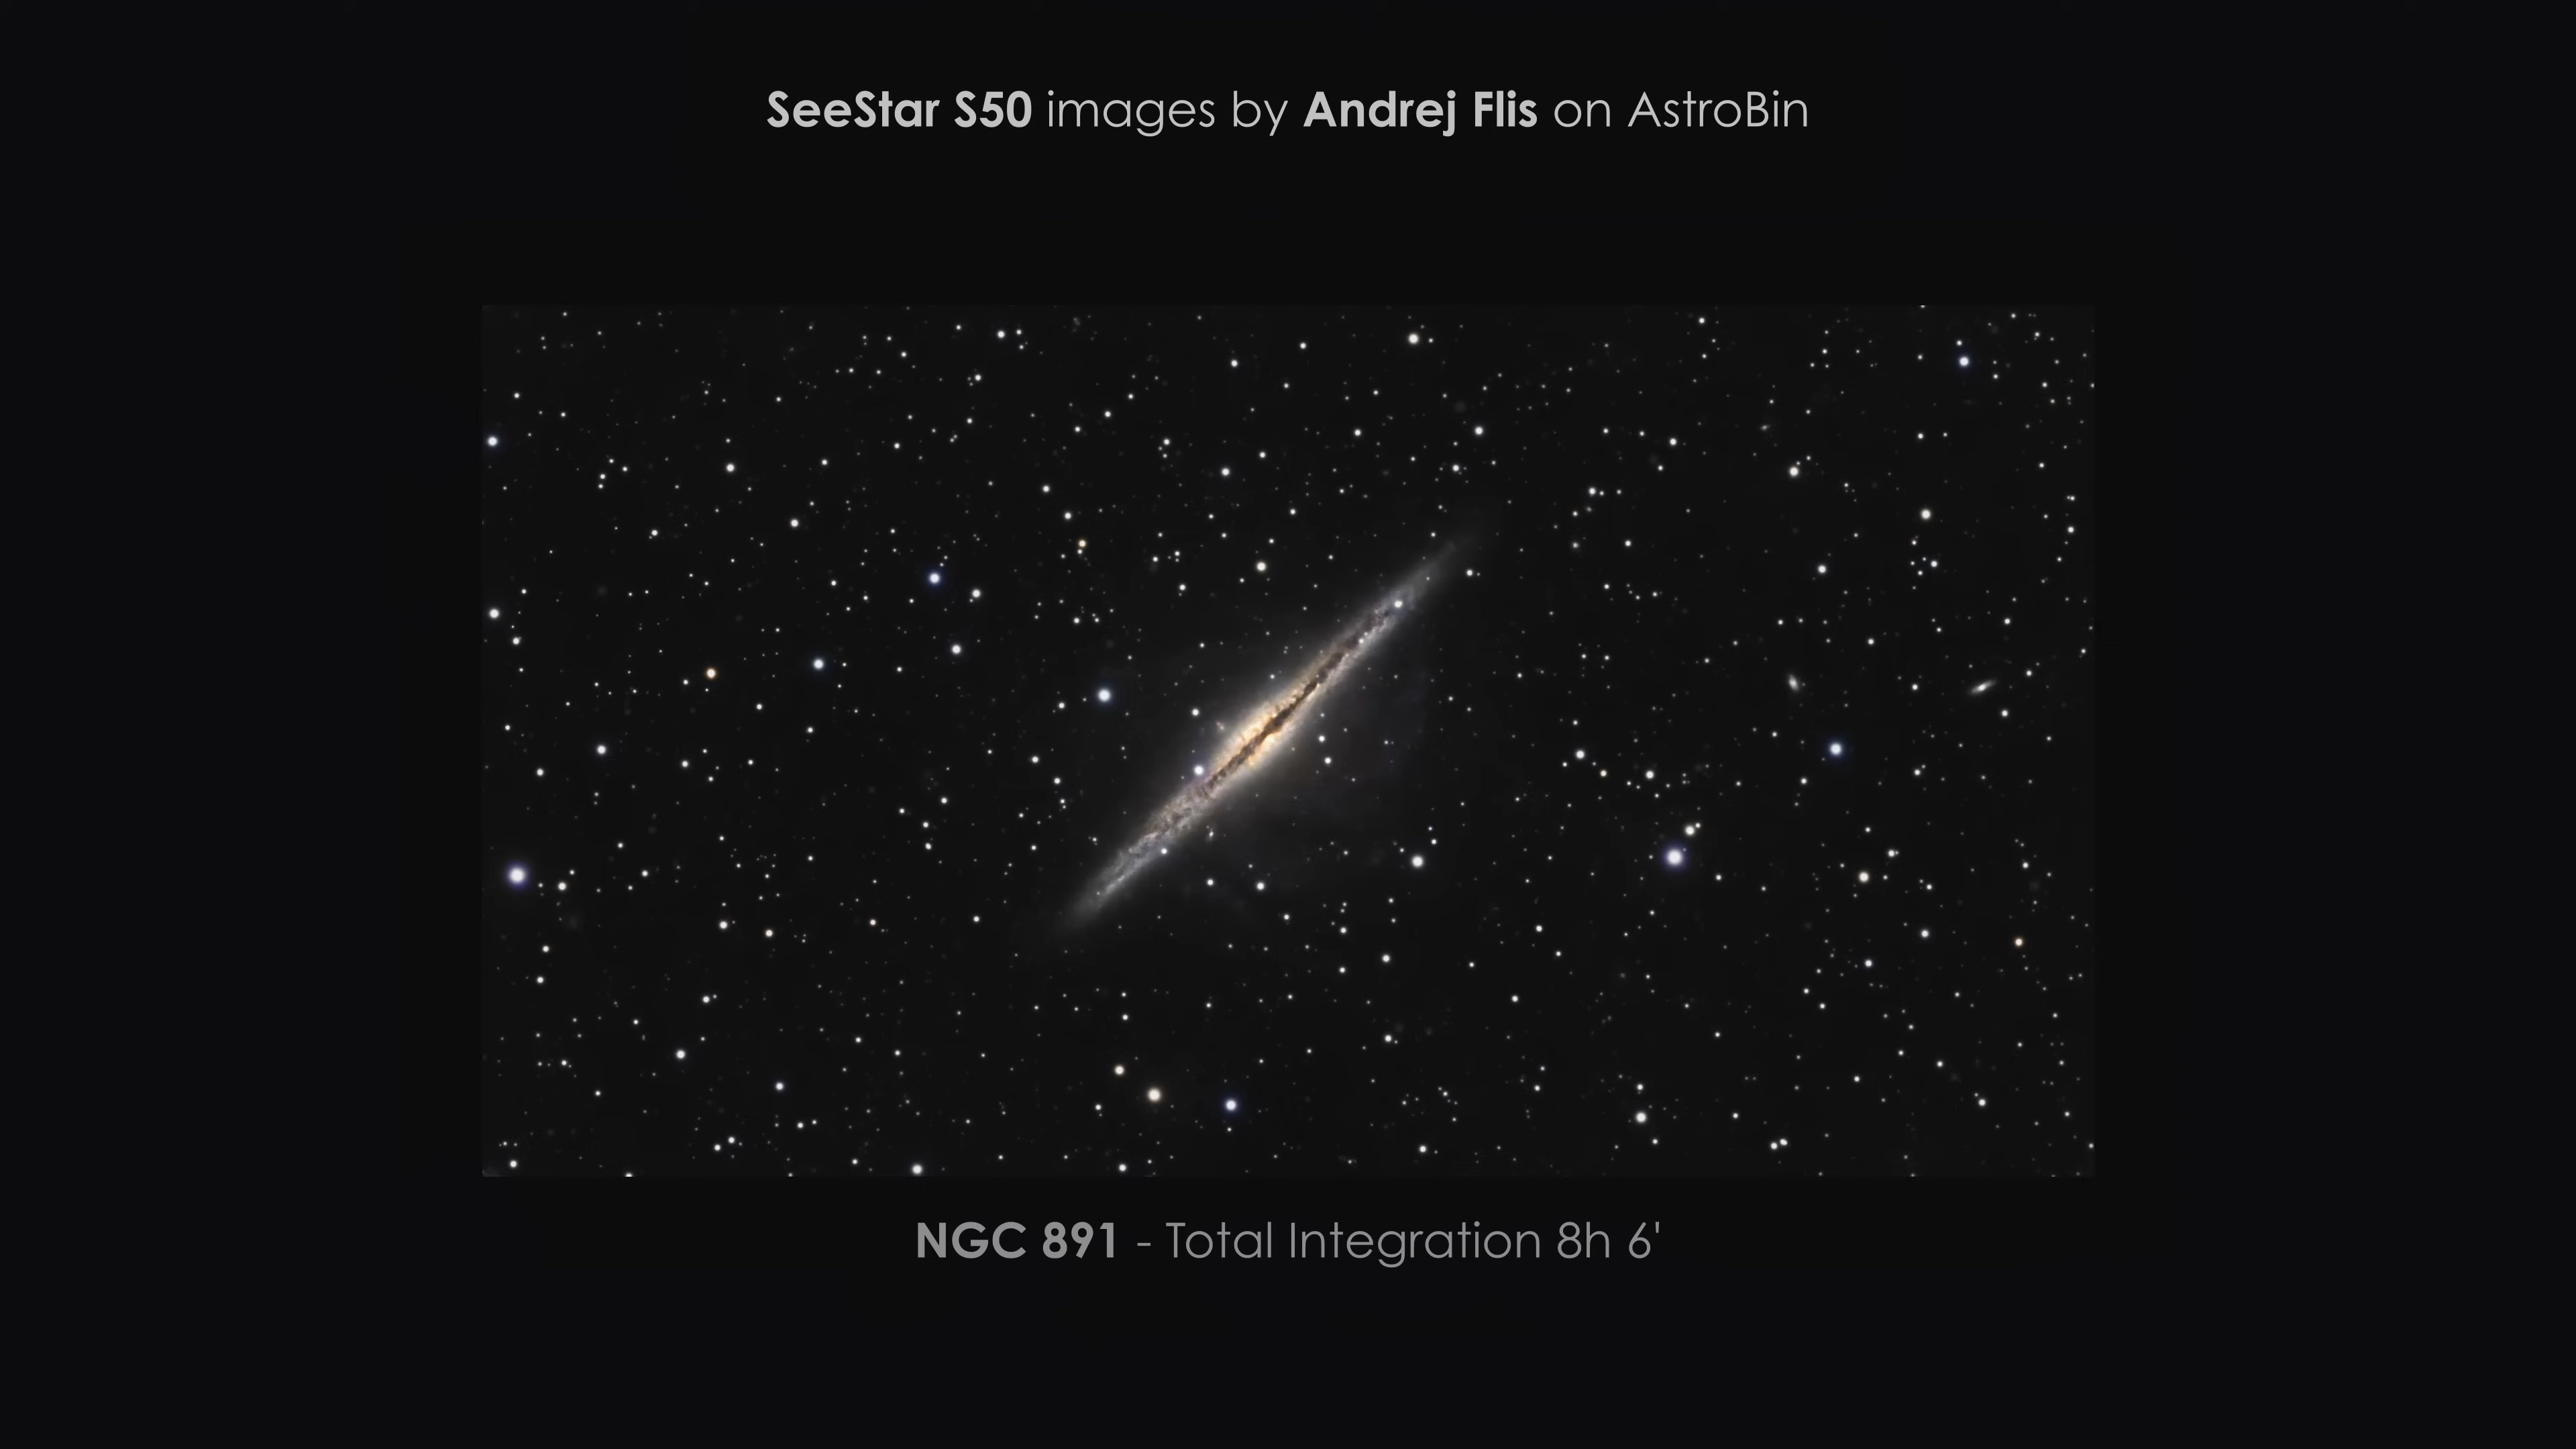 SeeStar S50 images by Andrej Flis on AstroBin
NGC 891 - Total Integration 8h 6'